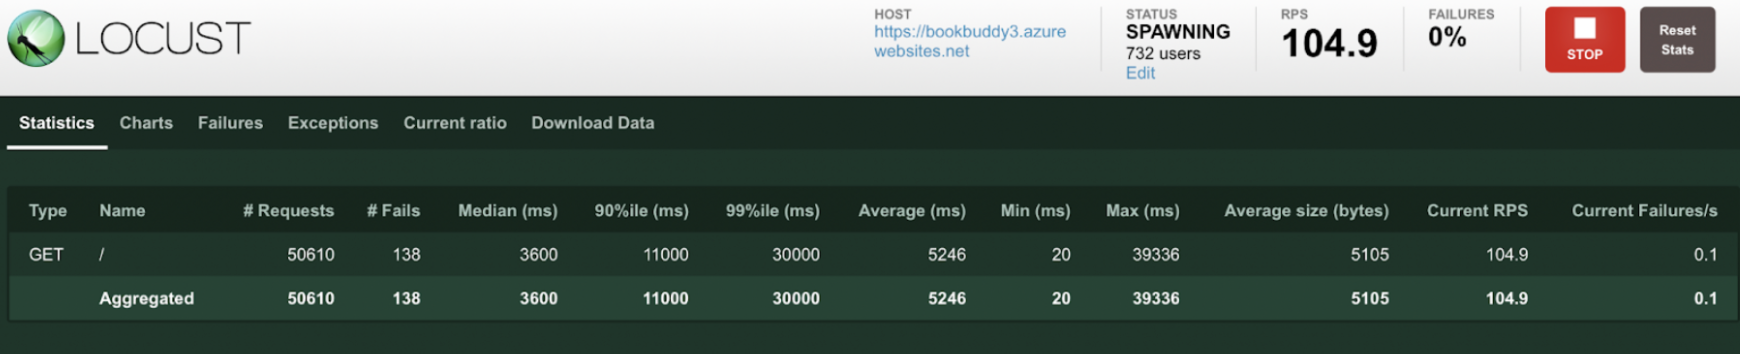 LOCUST
HOST
https://bookbuddy3.azure
websites.net
STATUS
SPAWNING
732 users
Edit
RPS
104.9
FAILURES
0%
STOP
Reset
Stats
Statistics Charts Failures Exceptions Current ratio Download Data
Type Name # Requests # Fails Median (ms) 90%ile (ms) 99%ile (ms) Average (ms) Min (ms) Max (ms) Average size (bytes) Current RPS Current Failures/s
GET / 50610 138 3600 11000 30000 5246 20 39336 5105 104.9 0.1
Aggregated 50610 138 3600 11000 30000 5246 20 39336 5105 104.9 0.1